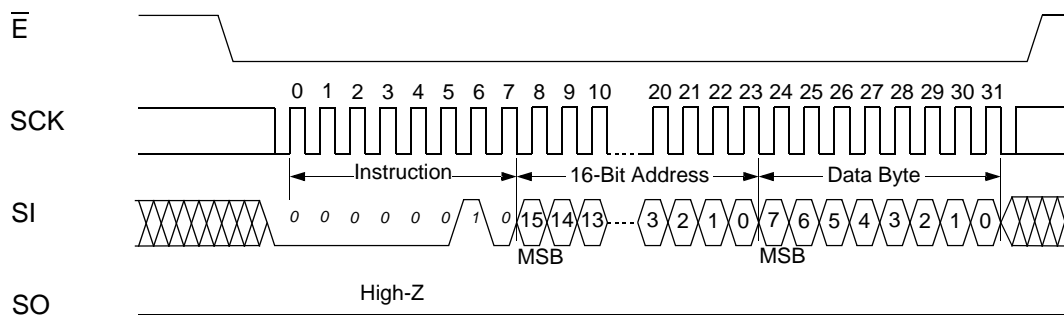 E
0 1 2 3 4 5 6 7 8 9 10 20 21 22 23 24 25 26 27 28 29 30 31
SCK
Instruction 16-Bit Address Data Byte
SI 0 0 0 0 0 0 1 0 15 14 13 3 2 1 0 7 6 5 4 3 2 1 0
MSB MSB
High-Z
SO